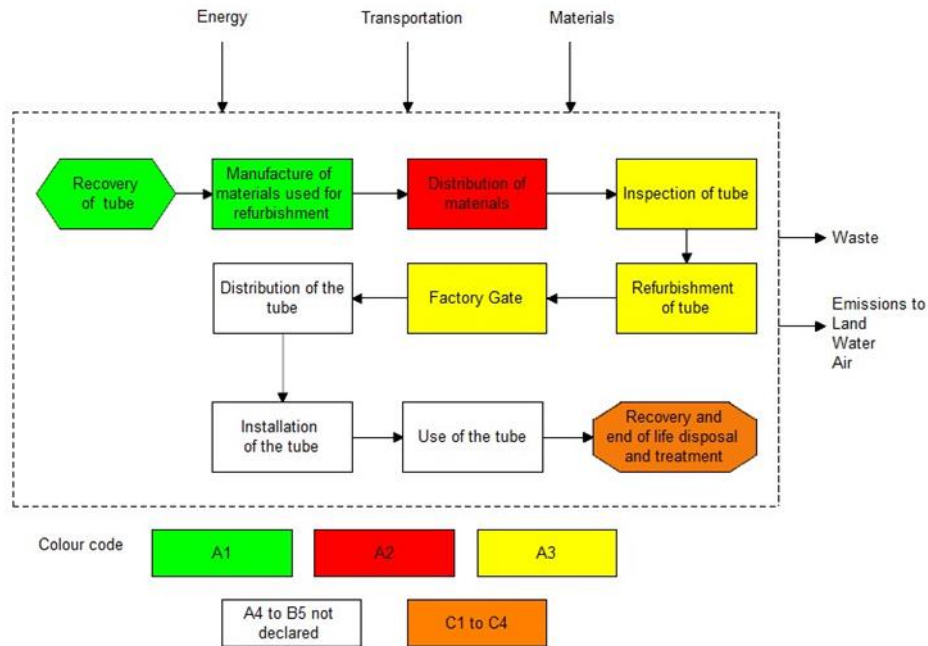 Energy
Transportation
Materials
Recovery
of tube
Manufacture of
materials used for
refurbishment
Distribution of
materials
Inspection of tube
Waste
Distribution of the
tube
Factory Gate
Refurbishment
of tube
Emissions to
Land
Water
Air
Installation
of the tube
Use of the tube
Recovery and
end of life disposal
and treatment
Colour code
A1
A2
A3
A4 to B5 not
declared
C1 to C4